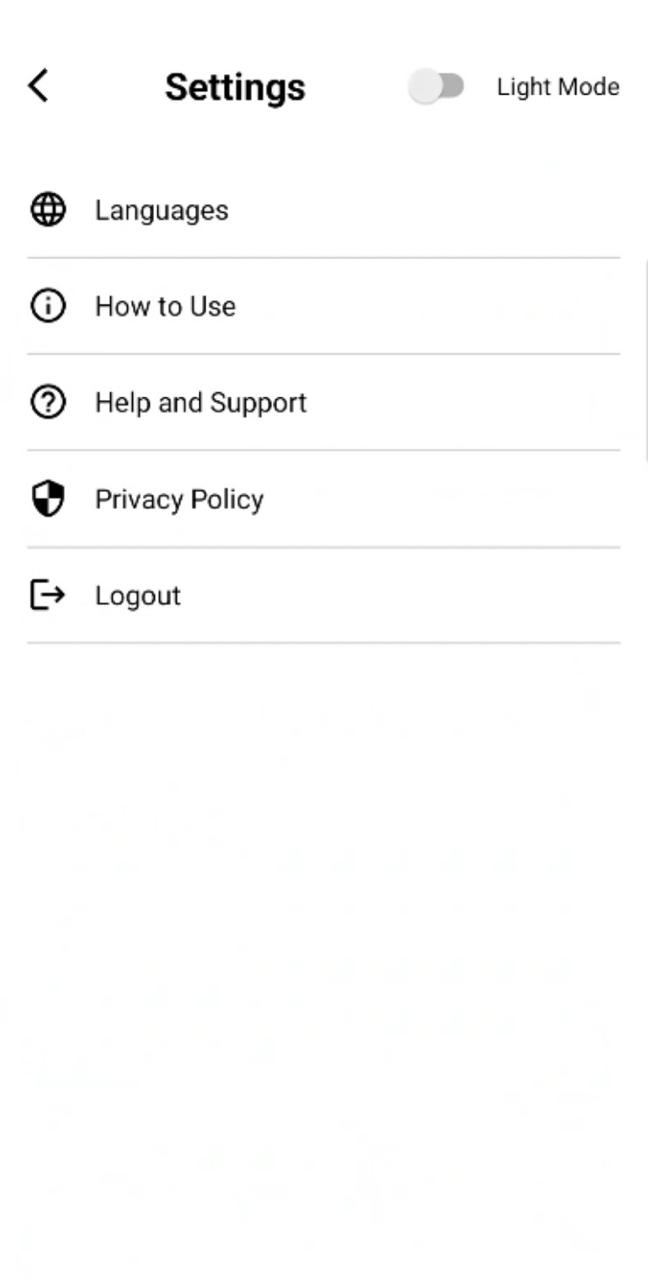 Settings
Light Mode
Languages
How to Use
Help and Support
Privacy Policy
Logout